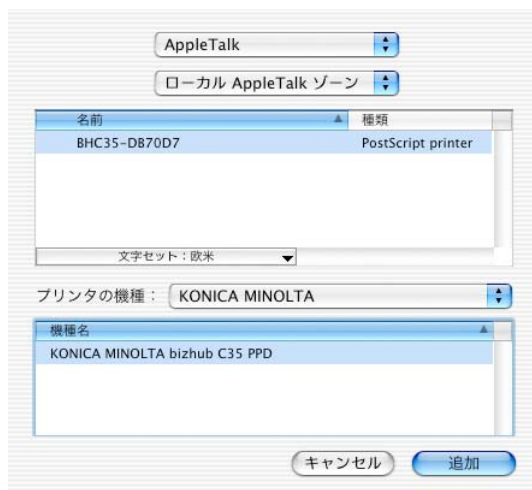 AppleTalk
ローカル AppleTalk ゾーン
名前 種類
BHC35-DB70D7 PostScript printer
文字セット：欧米
プリンタの機種： KONICA MINOLTA
機種名
KONICA MINOLTA bizhub C35 PPD
キャンセル 追加